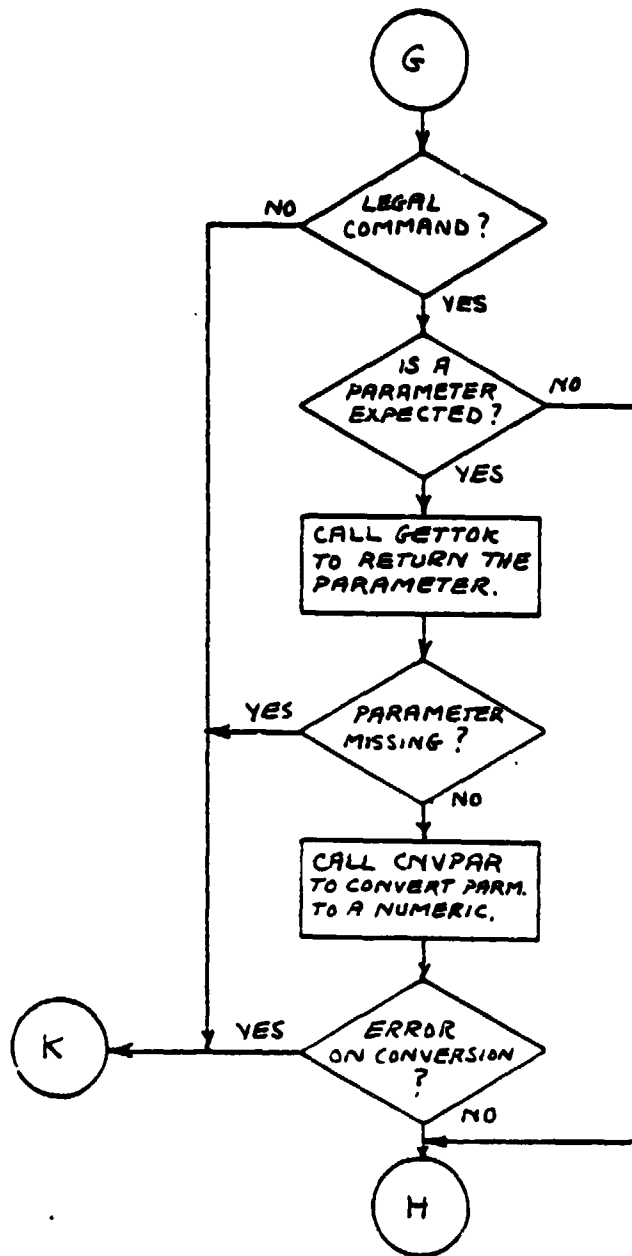 G
LEGAL
COMMAND?
NO
YES
IS A
PARAMETER
EXPECTED?
NO
YES
CALL GETTOK
TO RETURN THE
PARAMETER.
PARAMETER
MISSING?
YES
NO
CALL CNVPAR
TO CONVERT PARM.
TO A NUMERIC.
ERROR
ON CONVERSION
?
YES
K
NO
H